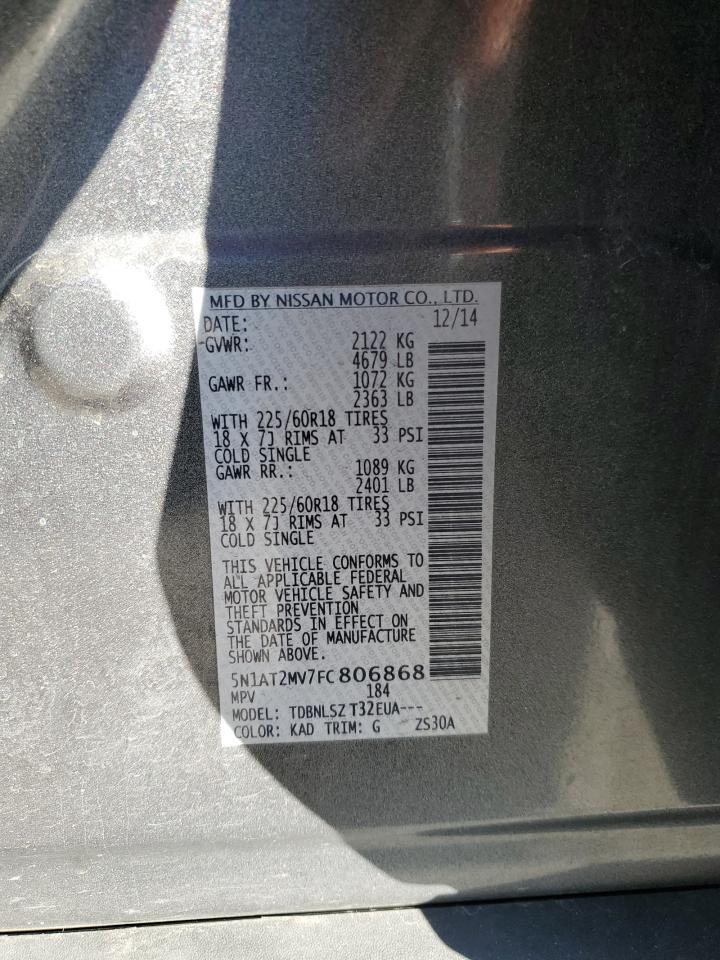 MFD BY NISSAN MOTOR CO., LTD.
DATE: 12/14
GVWR: 2122 KG
4679 LB
GAWR FR.: 1072 KG
2363 LB
WITH 225/60R18 TIRES
18 X 7J RIMS AT 33 PSI
COLD SINGLE
GAWR RR.: 1089 KG
2401 LB
WITH 225/60R18 TIRES
18 X 7J RIMS AT 33 PSI
COLD SINGLE
THIS VEHICLE CONFORMS TO
ALL APPLICABLE FEDERAL
MOTOR VEHICLE SAFETY AND
THEFT PREVENTION
STANDARDS IN EFFECT ON
THE DATE OF MANUFACTURE
SHOWN ABOVE.
5N1AT2MV7FC806868
MPV 184
MODEL: TDBNLSZ T32EUA---
COLOR: KAD TRIM: G ZS30A